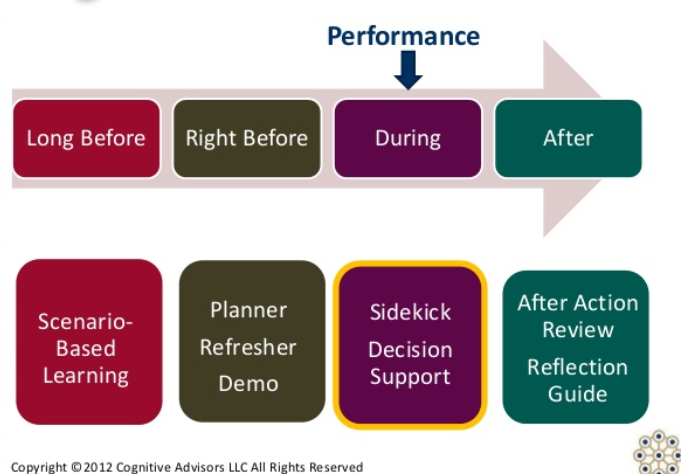 Performance
Long Before
Right Before
During
After
Scenario-
Based
Learning
Planner
Refresher
Demo
Sidekick
Decision
Support
After Action
Review
Reflection
Guide
Copyright ©2012 Cognitive Advisors LLC All Rights Reserved